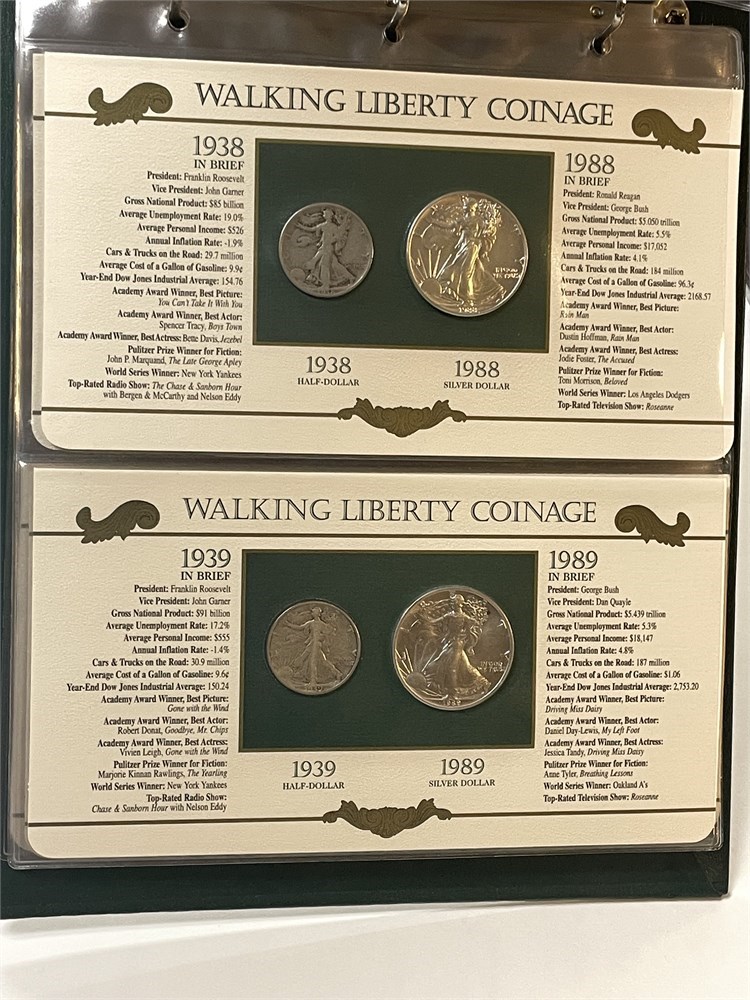 WALKING LIBERTY COINAGE
1938
IN BRIEF
President: Franklin Roosevelt
Vice President: John Garner
Gross National Product: $85 billion
Average Unemployment Rate: 19.0%
Average Personal Income: $526
Annual Inflation Rate: -1.9%
Cars & Trucks on the Road: 29.7 million
Average Cost of a Gallon of Gasoline: 9.9¢
Year-End Dow Jones Industrial Average: 154.76
Academy Award Winner, Best Picture:
You Can't Take It With You
Academy Award Winner, Best Actor:
Spencer Tracy, Boys Town
Academy Award Winner, Best Actress: Bette Davis, Jezebel
Pulitzer Prize Winner for Fiction:
John P. Marquand, The Late George Apley
World Series Winner: New York Yankees
Top-Rated Radio Show: The Chase & Sanborn Hour
with Bergen & McCarthy and Nelson Eddy
1988
1938
HALF-DOLLAR
1988
SILVER DOLLAR
1988
IN BRIEF
President: Ronald Reagan
Vice President: George Bush
Gross National Product: $5.050 trillion
Average Unemployment Rate: 5.5%
Average Personal Income: $17,052
Annual Inflation Rate: 4.1%
Cars & Trucks on the Road: 184 million
Average Cost of a Gallon of Gasoline: 96.3¢
Year-End Dow Jones Industrial Average: 2168.57
Academy Award Winner, Best Picture:
Rain Man
Academy Award Winner, Best Actor:
Dustin Hoffman, Rain Man
Academy Award Winner, Best Actress:
Jodie Foster, The Accused
Pulitzer Prize Winner for Fiction:
Toni Morrison, Beloved
World Series Winner: Los Angeles Dodgers
Top-Rated Television Show: Roseanne
WALKING LIBERTY COINAGE
1939
IN BRIEF
President: Franklin Roosevelt
Vice President: John Garner
Gross National Product: $91 billion
Average Unemployment Rate: 17.2%
Average Personal Income: $555
Annual Inflation Rate: -1.4%
Cars & Trucks on the Road: 30.9 million
Average Cost of a Gallon of Gasoline: 9.6¢
Year-End Dow Jones Industrial Average: 150.24
Academy Award Winner, Best Picture:
Gone with the Wind
Academy Award Winner, Best Actor:
Robert Donat, Goodbye, Mr. Chips
Academy Award Winner, Best Actress:
Vivien Leigh, Gone with the Wind
Pulitzer Prize Winner for Fiction:
Marjorie Kinnan Rawlings, The Yearling
World Series Winner: New York Yankees
Top-Rated Radio Show:
Chase & Sanborn Hour with Nelson Eddy
1989
1939
HALF-DOLLAR
1989
SILVER DOLLAR
1989
IN BRIEF
President: George Bush
Vice President: Dan Quayle
Gross National Product: $5.439 trillion
Average Unemployment Rate: 5.3%
Average Personal Income: $18,147
Annual Inflation Rate: 4.8%
Cars & Trucks on the Road: 187 million
Average Cost of a Gallon of Gasoline: $1.06
Year-End Dow Jones Industrial Average, 2,753.20
Academy Award Winner, Best Picture:
Driving Miss Daisy
Academy Award Winner, Best Actor:
Daniel Day-Lewis, My Left Foot
Academy Award Winner, Best Actress:
Jessica Tandy, Driving Miss Daisy
Pulitzer Prize Winner for Fiction:
Anne Tyler, Breathing Lessons
World Series Winner: Oakland A's
Top-Rated Television Show: Roseanne